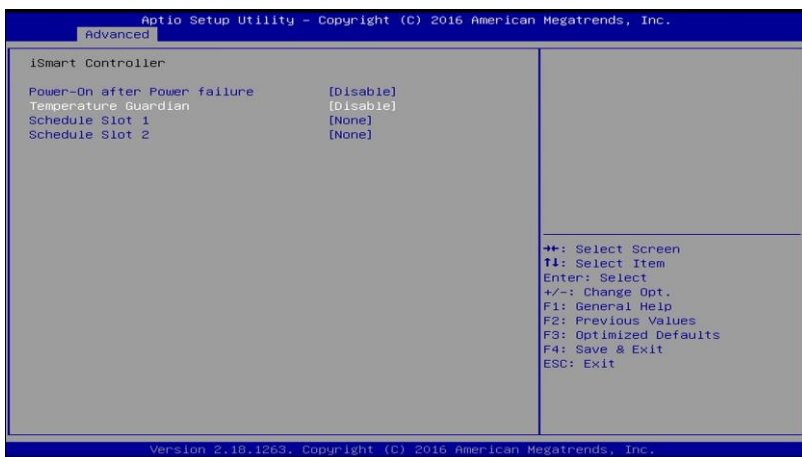 Aptio Setup Utility – Copyright (C) 2016 American Megatrends, Inc.
Advanced
iSmart Controller
Power-On after Power failure [Disable]
Temperature Guardian [Disable]
Schedule Slot 1 [None]
Schedule Slot 2 [None]
→←: Select Screen
↑↓: Select Item
Enter: Select
+/-: Change Opt.
F1: General Help
F2: Previous Values
F3: Optimized Defaults
F4: Save & Exit
ESC: Exit
Version 2.18.1263. Copyright (C) 2016 American Megatrends, Inc.